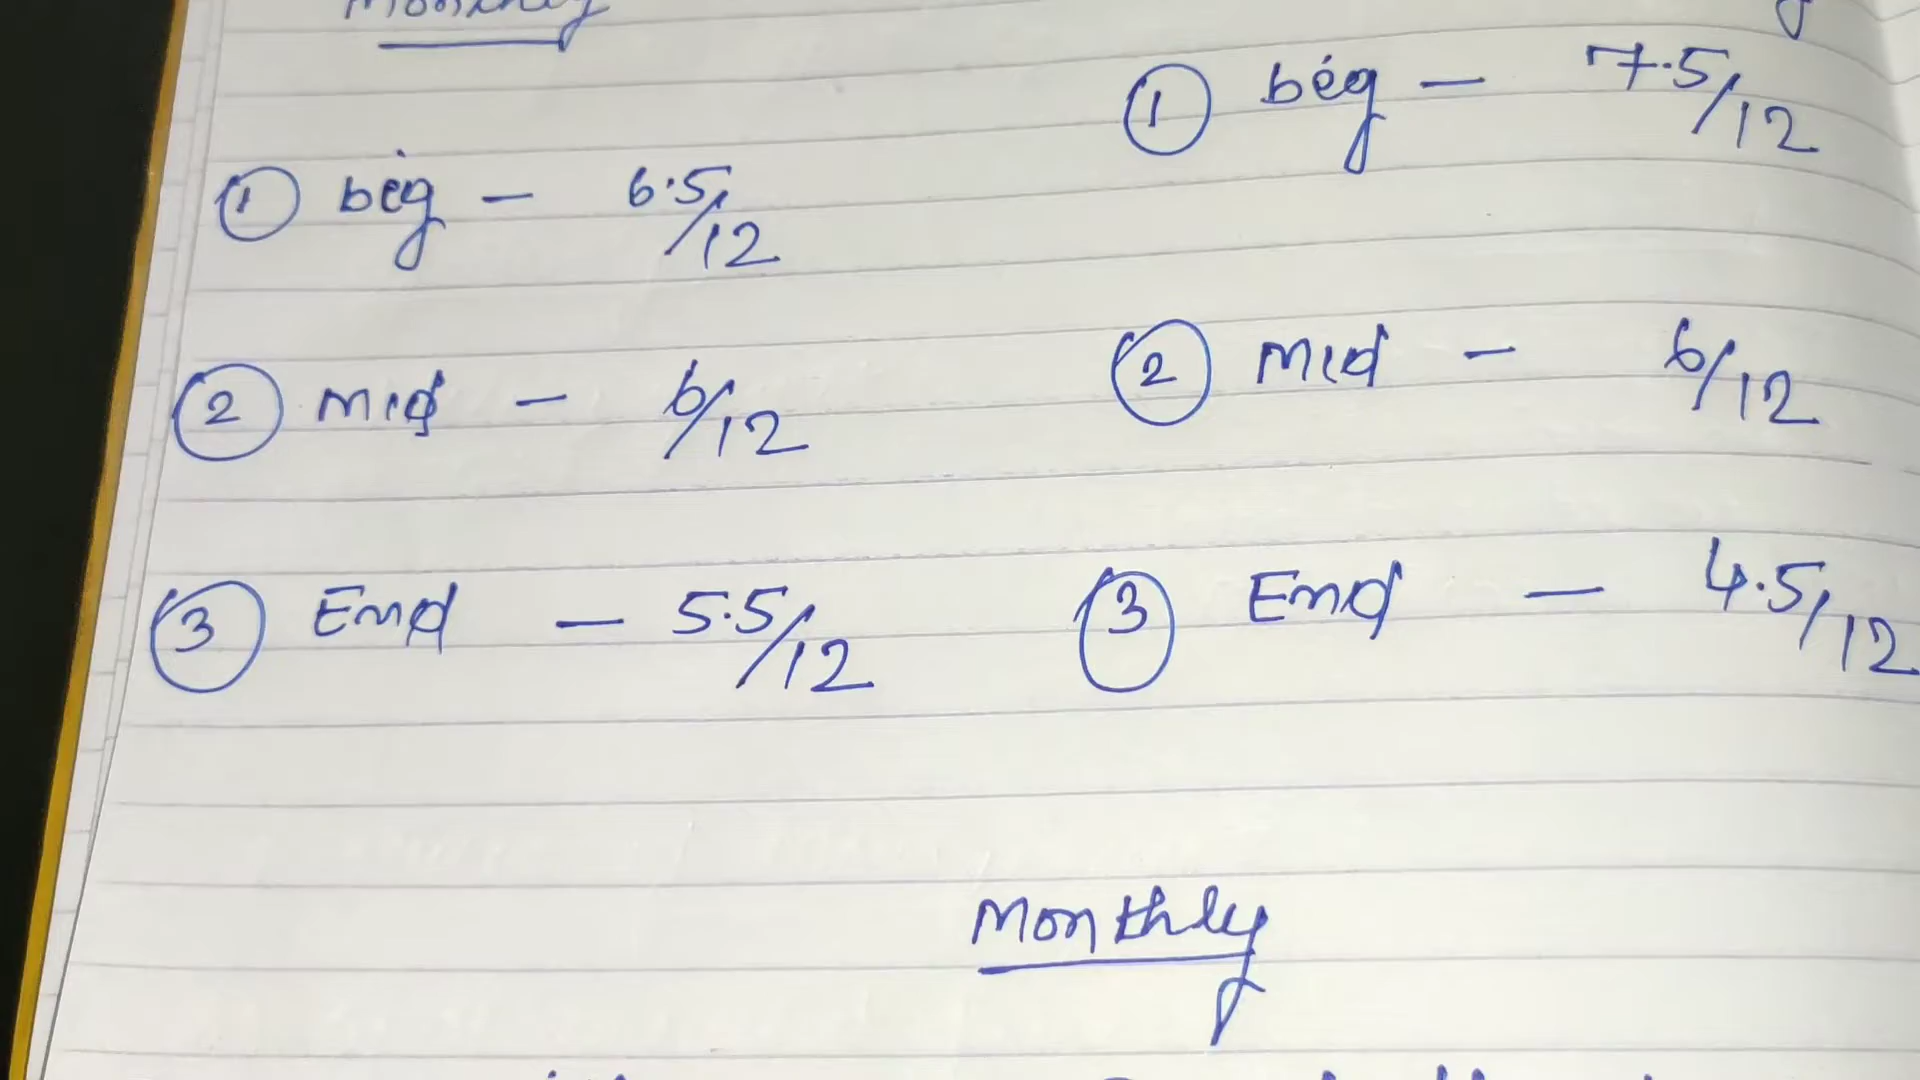 Monthly
① beg - 6.5/12
② Mid - 6/12
③ End - 5.5/12
① beg - 7.5/12
② Mid - 6/12
③ End - 4.5/12
Monthly